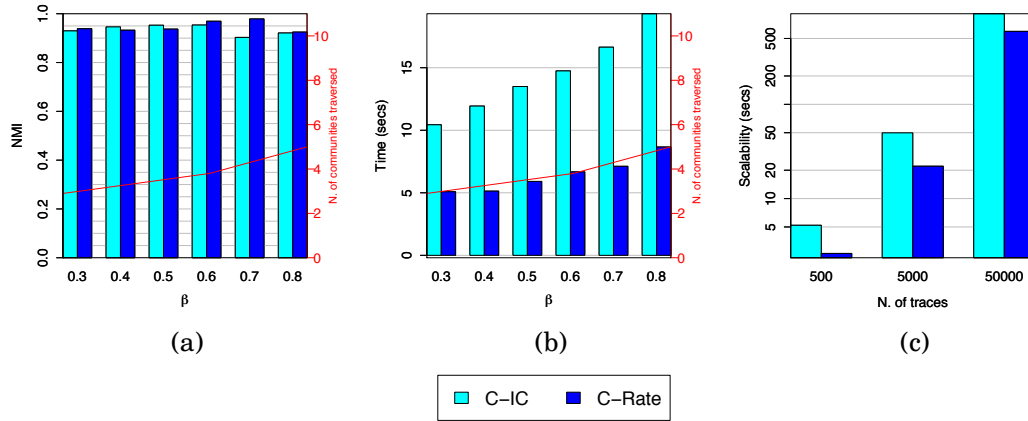 NMI
1.0
0.8
0.6
0.4
0.2
0.0
0.3 0.4 0.5 0.6 0.7 0.8
β
10
8
6
4
2
0
N. of communities traversed
(a)
Time (secs)
15
10
5
0
0.3 0.4 0.5 0.6 0.7 0.8
β
10
8
6
4
2
0
N. of communities traversed
(b)
Scalability (secs)
500
200
50
20
10
5
500 5000 50000
N. of traces
(c)
C−IC C−Rate